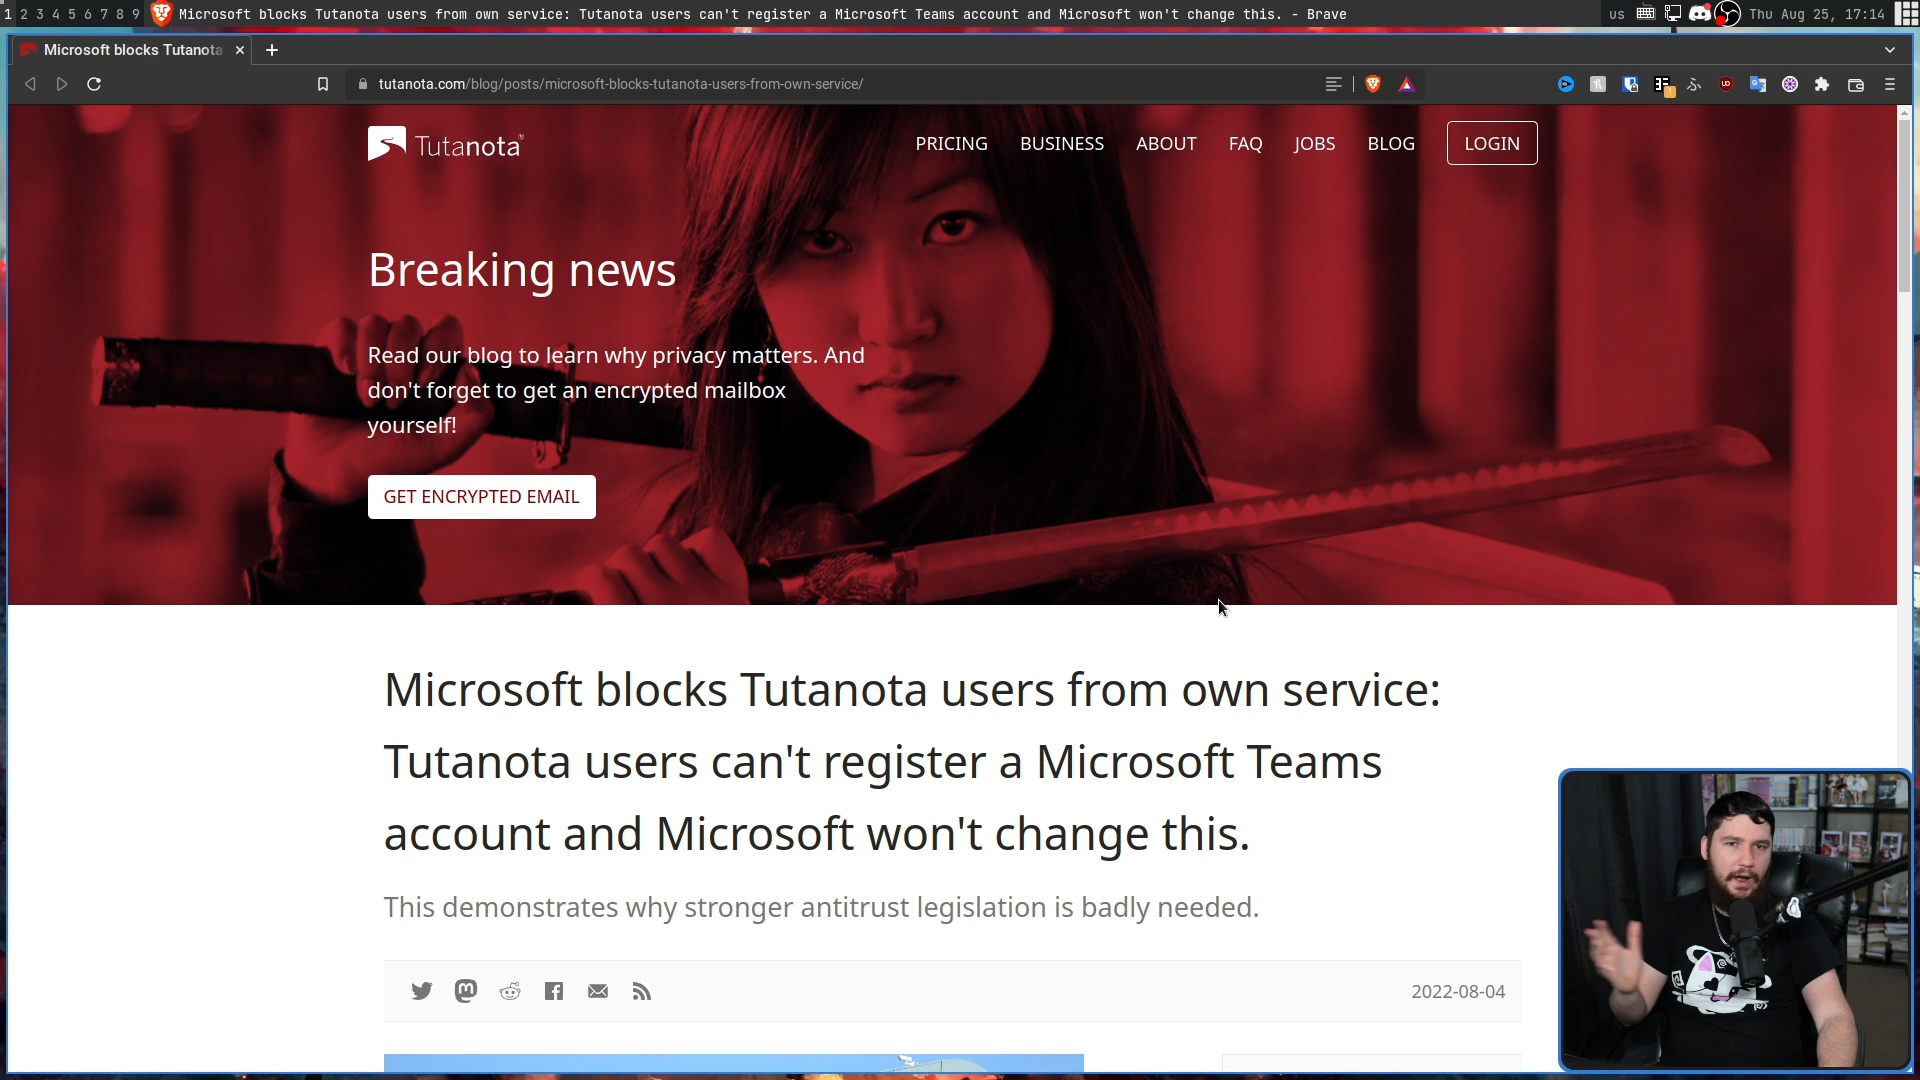 1 2 3 4 5 6 7 8 9 Microsoft blocks Tutanota users from own service: Tutanota users can't register a Microsoft Teams account and Microsoft won't change this. - Brave us Thu Aug 25, 17:14
Microsoft blocks Tutanota
tutanota.com/blog/posts/microsoft-blocks-tutanota-users-from-own-service/
Tutanota PRICING BUSINESS ABOUT FAQ JOBS BLOG LOGIN
Breaking news
Read our blog to learn why privacy matters. And
don't forget to get an encrypted mailbox
yourself!
GET ENCRYPTED EMAIL
Microsoft blocks Tutanota users from own service:
Tutanota users can't register a Microsoft Teams
account and Microsoft won't change this.
This demonstrates why stronger antitrust legislation is badly needed.
2022-08-04